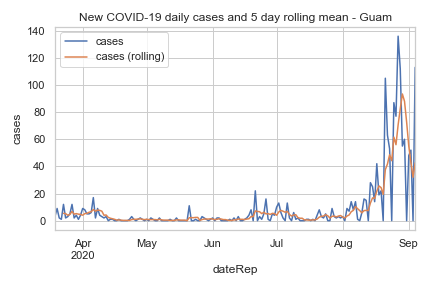 New COVID-19 daily cases and 5 day rolling mean - Guam
cases
cases (rolling)
140
120
100
80
60
40
20
0
cases
Apr
2020
May
Jun
Jul
Aug
Sep
dateRep